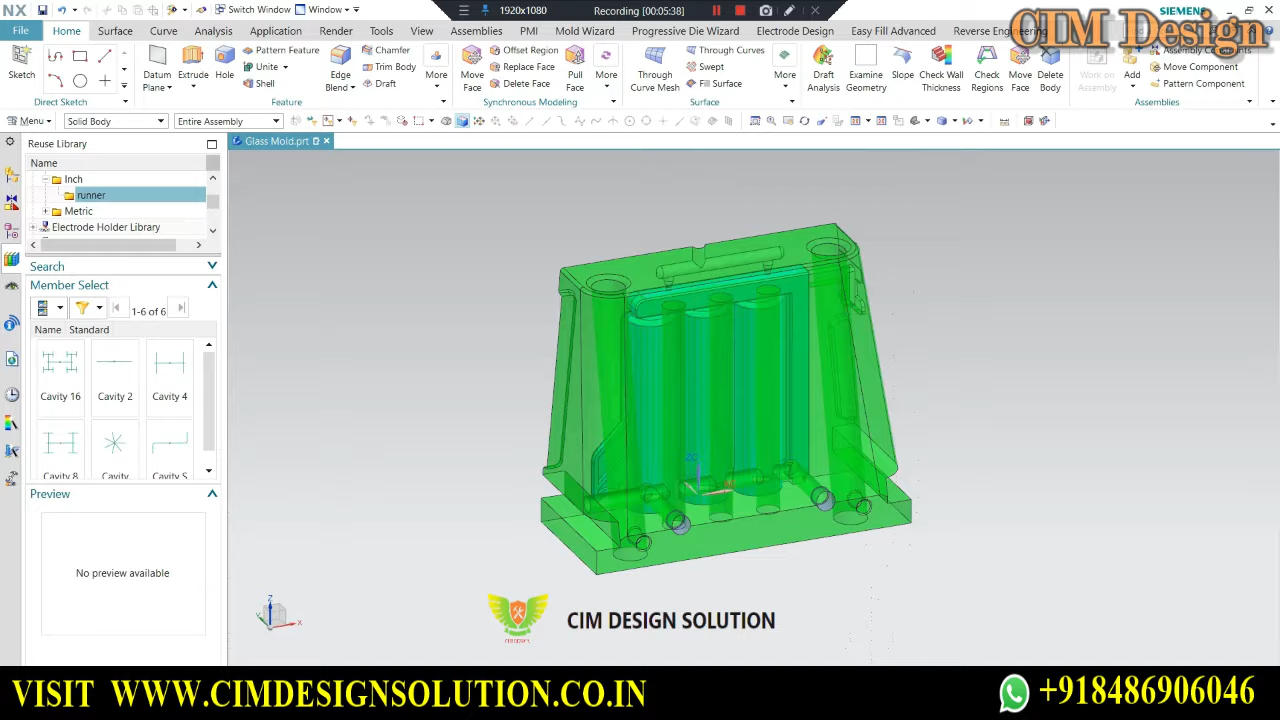 NX Switch Window Window 1920x1080 Recording [00:05:38] SIEMENS
CIM Design
File Home Surface Curve Analysis Render Tools View Assemblies PMI Mold Wizard Progressive Die Wizard Electrode Design Easy Fill Advanced Reverse Engineering
Sketch Datum Plane Extrude Hole Pattern Feature Unite Shell Edge Blend Chamfer Trim Body Draft More
Move Face Offset Region Replace Face Delete Face Pull Face More
Through Curve Mesh Through Curves Swept Fill Surface More
Draft Analysis Examine Geometry Slope Check Wall Thickness Check Regions Move Face Delete Body
Work on Assembly Add Assembly Constraints Move Component Pattern Component
Direct Sketch Feature Synchronous Modeling Surface Assemblies
Menu Solid Body Entire Assembly
Reuse Library
Glass Mold.prt
Name
Inch
runner
Metric
Electrode Holder Library
Search
Member Select
1-6 of 6
Name Standard
Cavity 16 Cavity 2 Cavity 4
Cavity 8 Cavity Cavity S
Preview
No preview available
ZC
Z
X
CIM DESIGN SOLUTION
VISIT WWW.CIMDESIGNSOLUTION.CO.IN
+918486906046